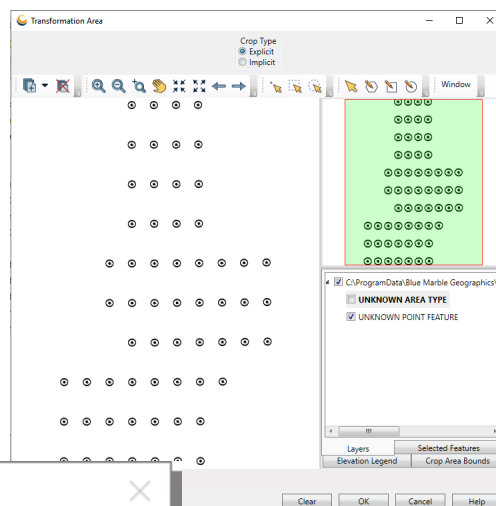 Transformation Area
Crop Type
Explicit
Implicit
Window
C:\ProgramData\Blue Marble Geographics\
UNKNOWN AREA TYPE
UNKNOWN POINT FEATURE
Layers
Selected Features
Elevation Legend
Crop Area Bounds
Clear
OK
Cancel
Help